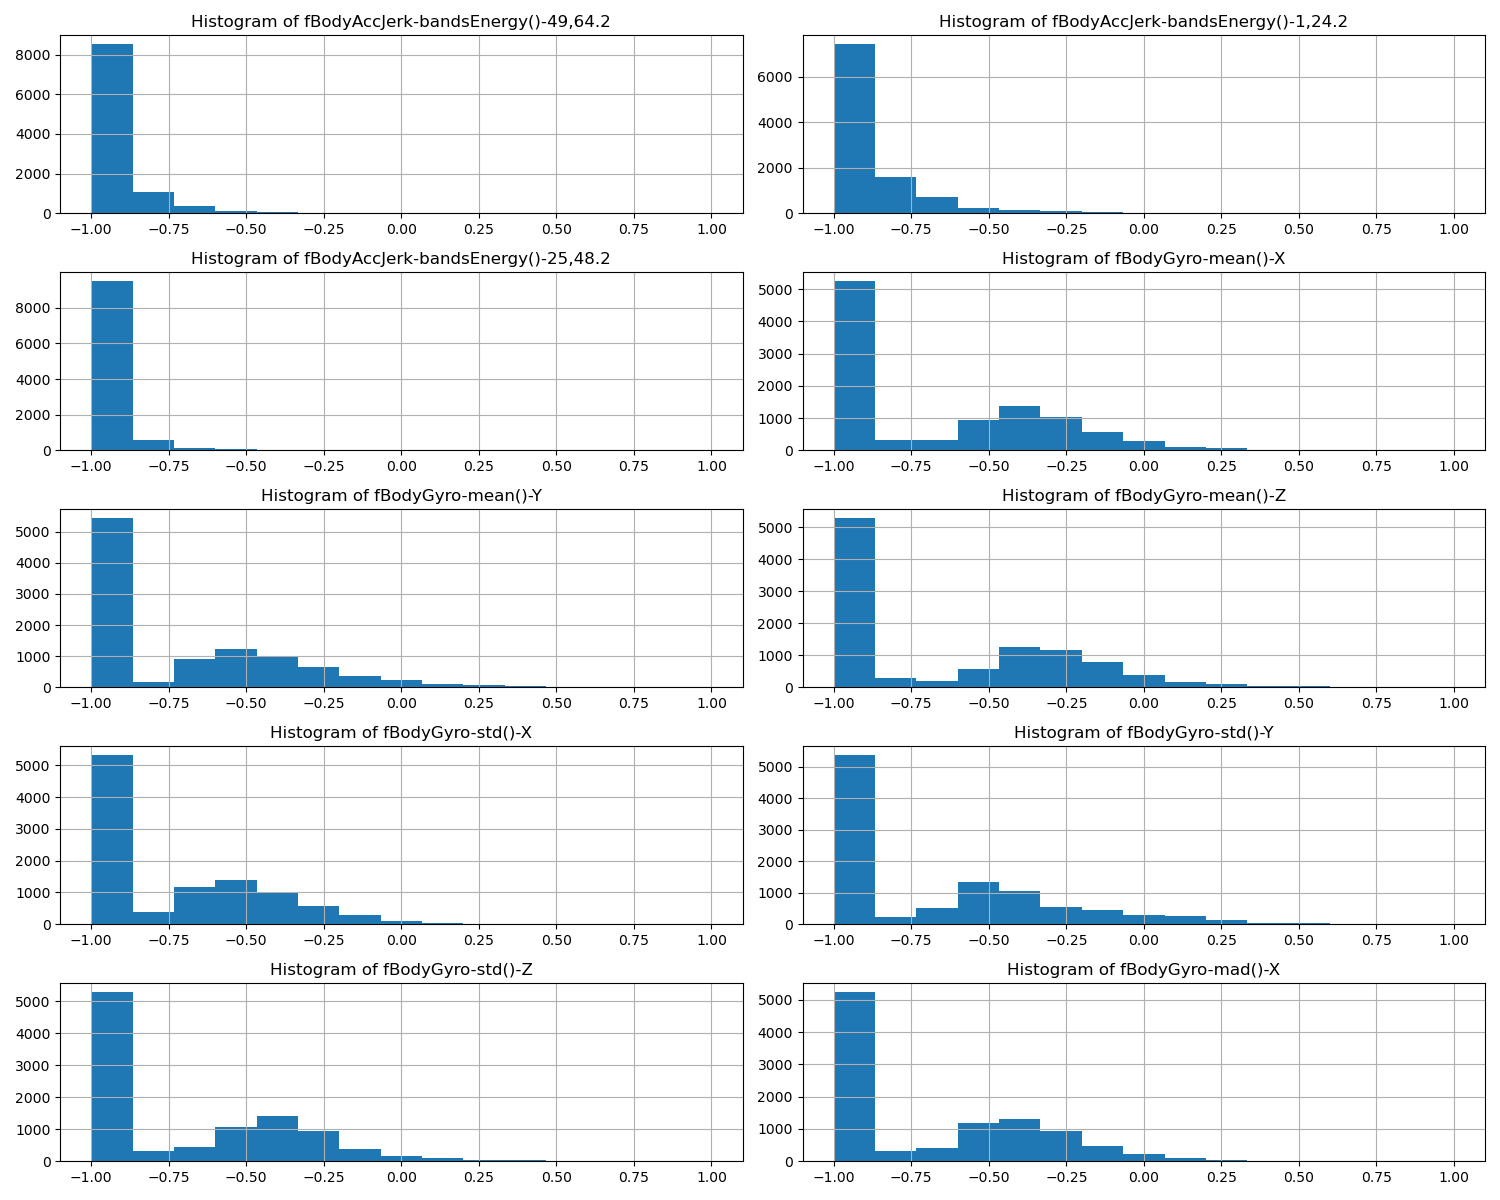 Histogram of fBodyAccJerk-bandsEnergy()-49,64.2
8000
6000
4000
2000
0
−1.00 −0.75 −0.50 −0.25 0.00 0.25 0.50 0.75 1.00
Histogram of fBodyAccJerk-bandsEnergy()-1,24.2
6000
4000
2000
0
−1.00 −0.75 −0.50 −0.25 0.00 0.25 0.50 0.75 1.00
Histogram of fBodyAccJerk-bandsEnergy()-25,48.2
8000
6000
4000
2000
0
−1.00 −0.75 −0.50 −0.25 0.00 0.25 0.50 0.75 1.00
Histogram of fBodyGyro-mean()-X
5000
4000
3000
2000
1000
0
−1.00 −0.75 −0.50 −0.25 0.00 0.25 0.50 0.75 1.00
Histogram of fBodyGyro-mean()-Y
5000
4000
3000
2000
1000
0
−1.00 −0.75 −0.50 −0.25 0.00 0.25 0.50 0.75 1.00
Histogram of fBodyGyro-mean()-Z
5000
4000
3000
2000
1000
0
−1.00 −0.75 −0.50 −0.25 0.00 0.25 0.50 0.75 1.00
Histogram of fBodyGyro-std()-X
5000
4000
3000
2000
1000
0
−1.00 −0.75 −0.50 −0.25 0.00 0.25 0.50 0.75 1.00
Histogram of fBodyGyro-std()-Y
5000
4000
3000
2000
1000
0
−1.00 −0.75 −0.50 −0.25 0.00 0.25 0.50 0.75 1.00
Histogram of fBodyGyro-std()-Z
5000
4000
3000
2000
1000
0
−1.00 −0.75 −0.50 −0.25 0.00 0.25 0.50 0.75 1.00
Histogram of fBodyGyro-mad()-X
5000
4000
3000
2000
1000
0
−1.00 −0.75 −0.50 −0.25 0.00 0.25 0.50 0.75 1.00